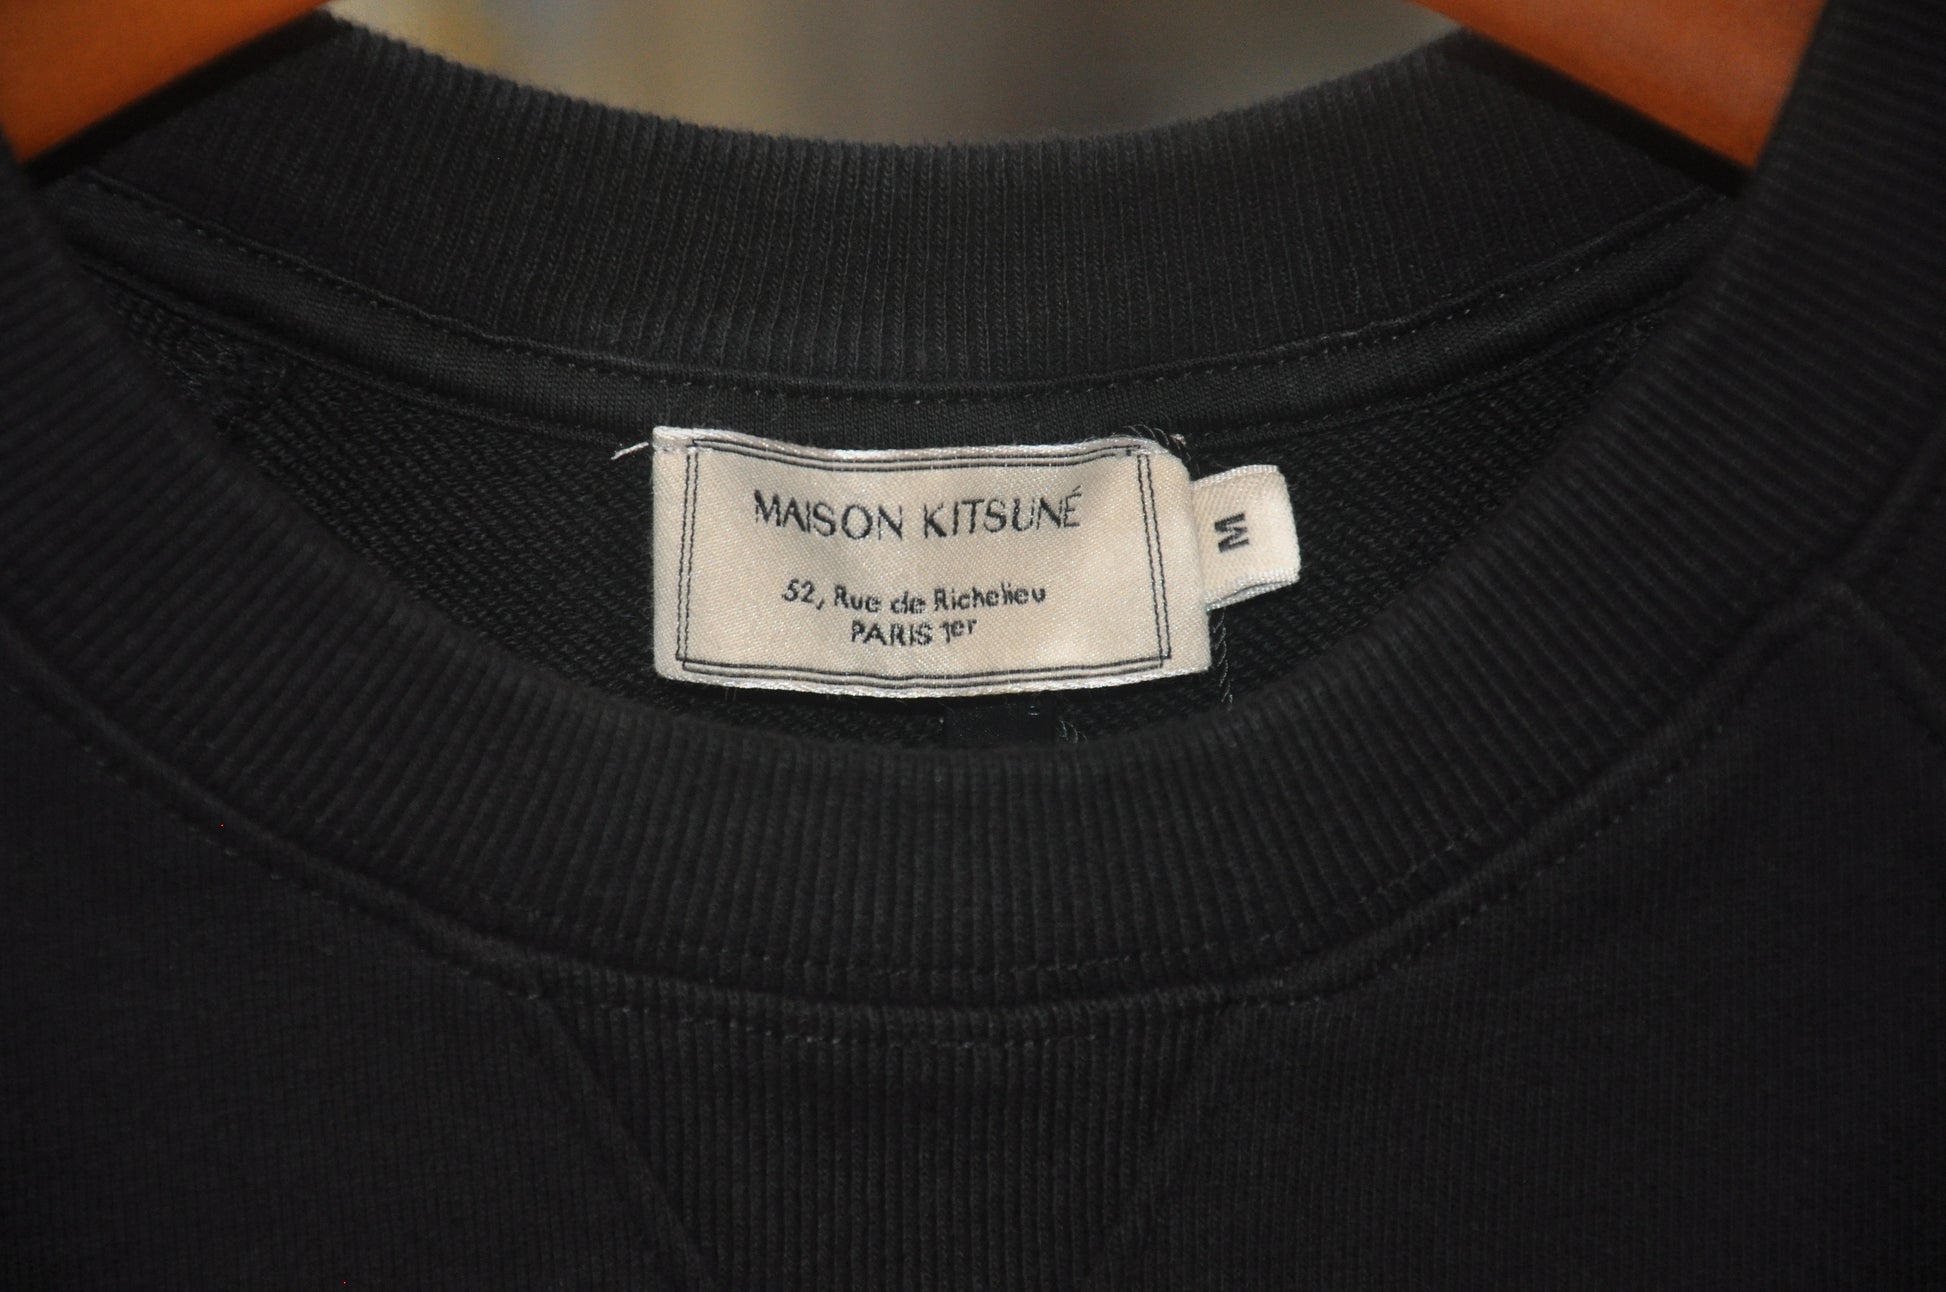 MAISON KITSUNÉ
52, Rue de Richelieu
PARIS 1er
M